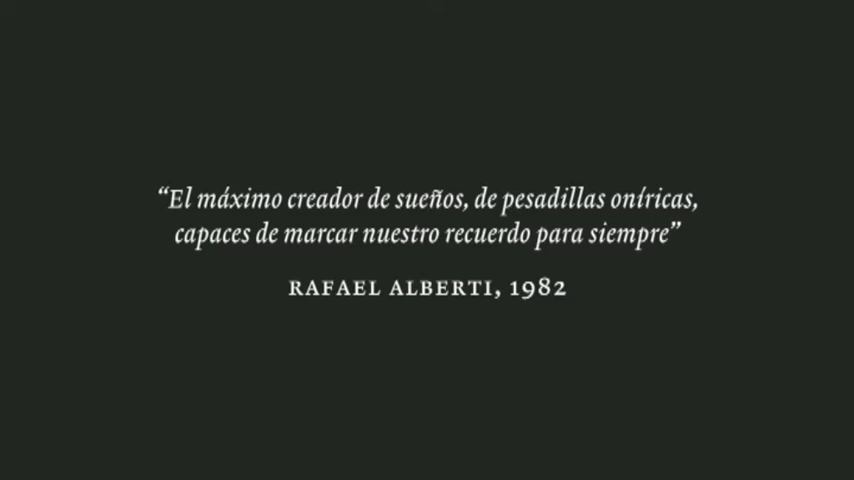 “El máximo creador de sueños, de pesadillas oníricas,
capaces de marcar nuestro recuerdo para siempre”
RAFAEL ALBERTI, 1982